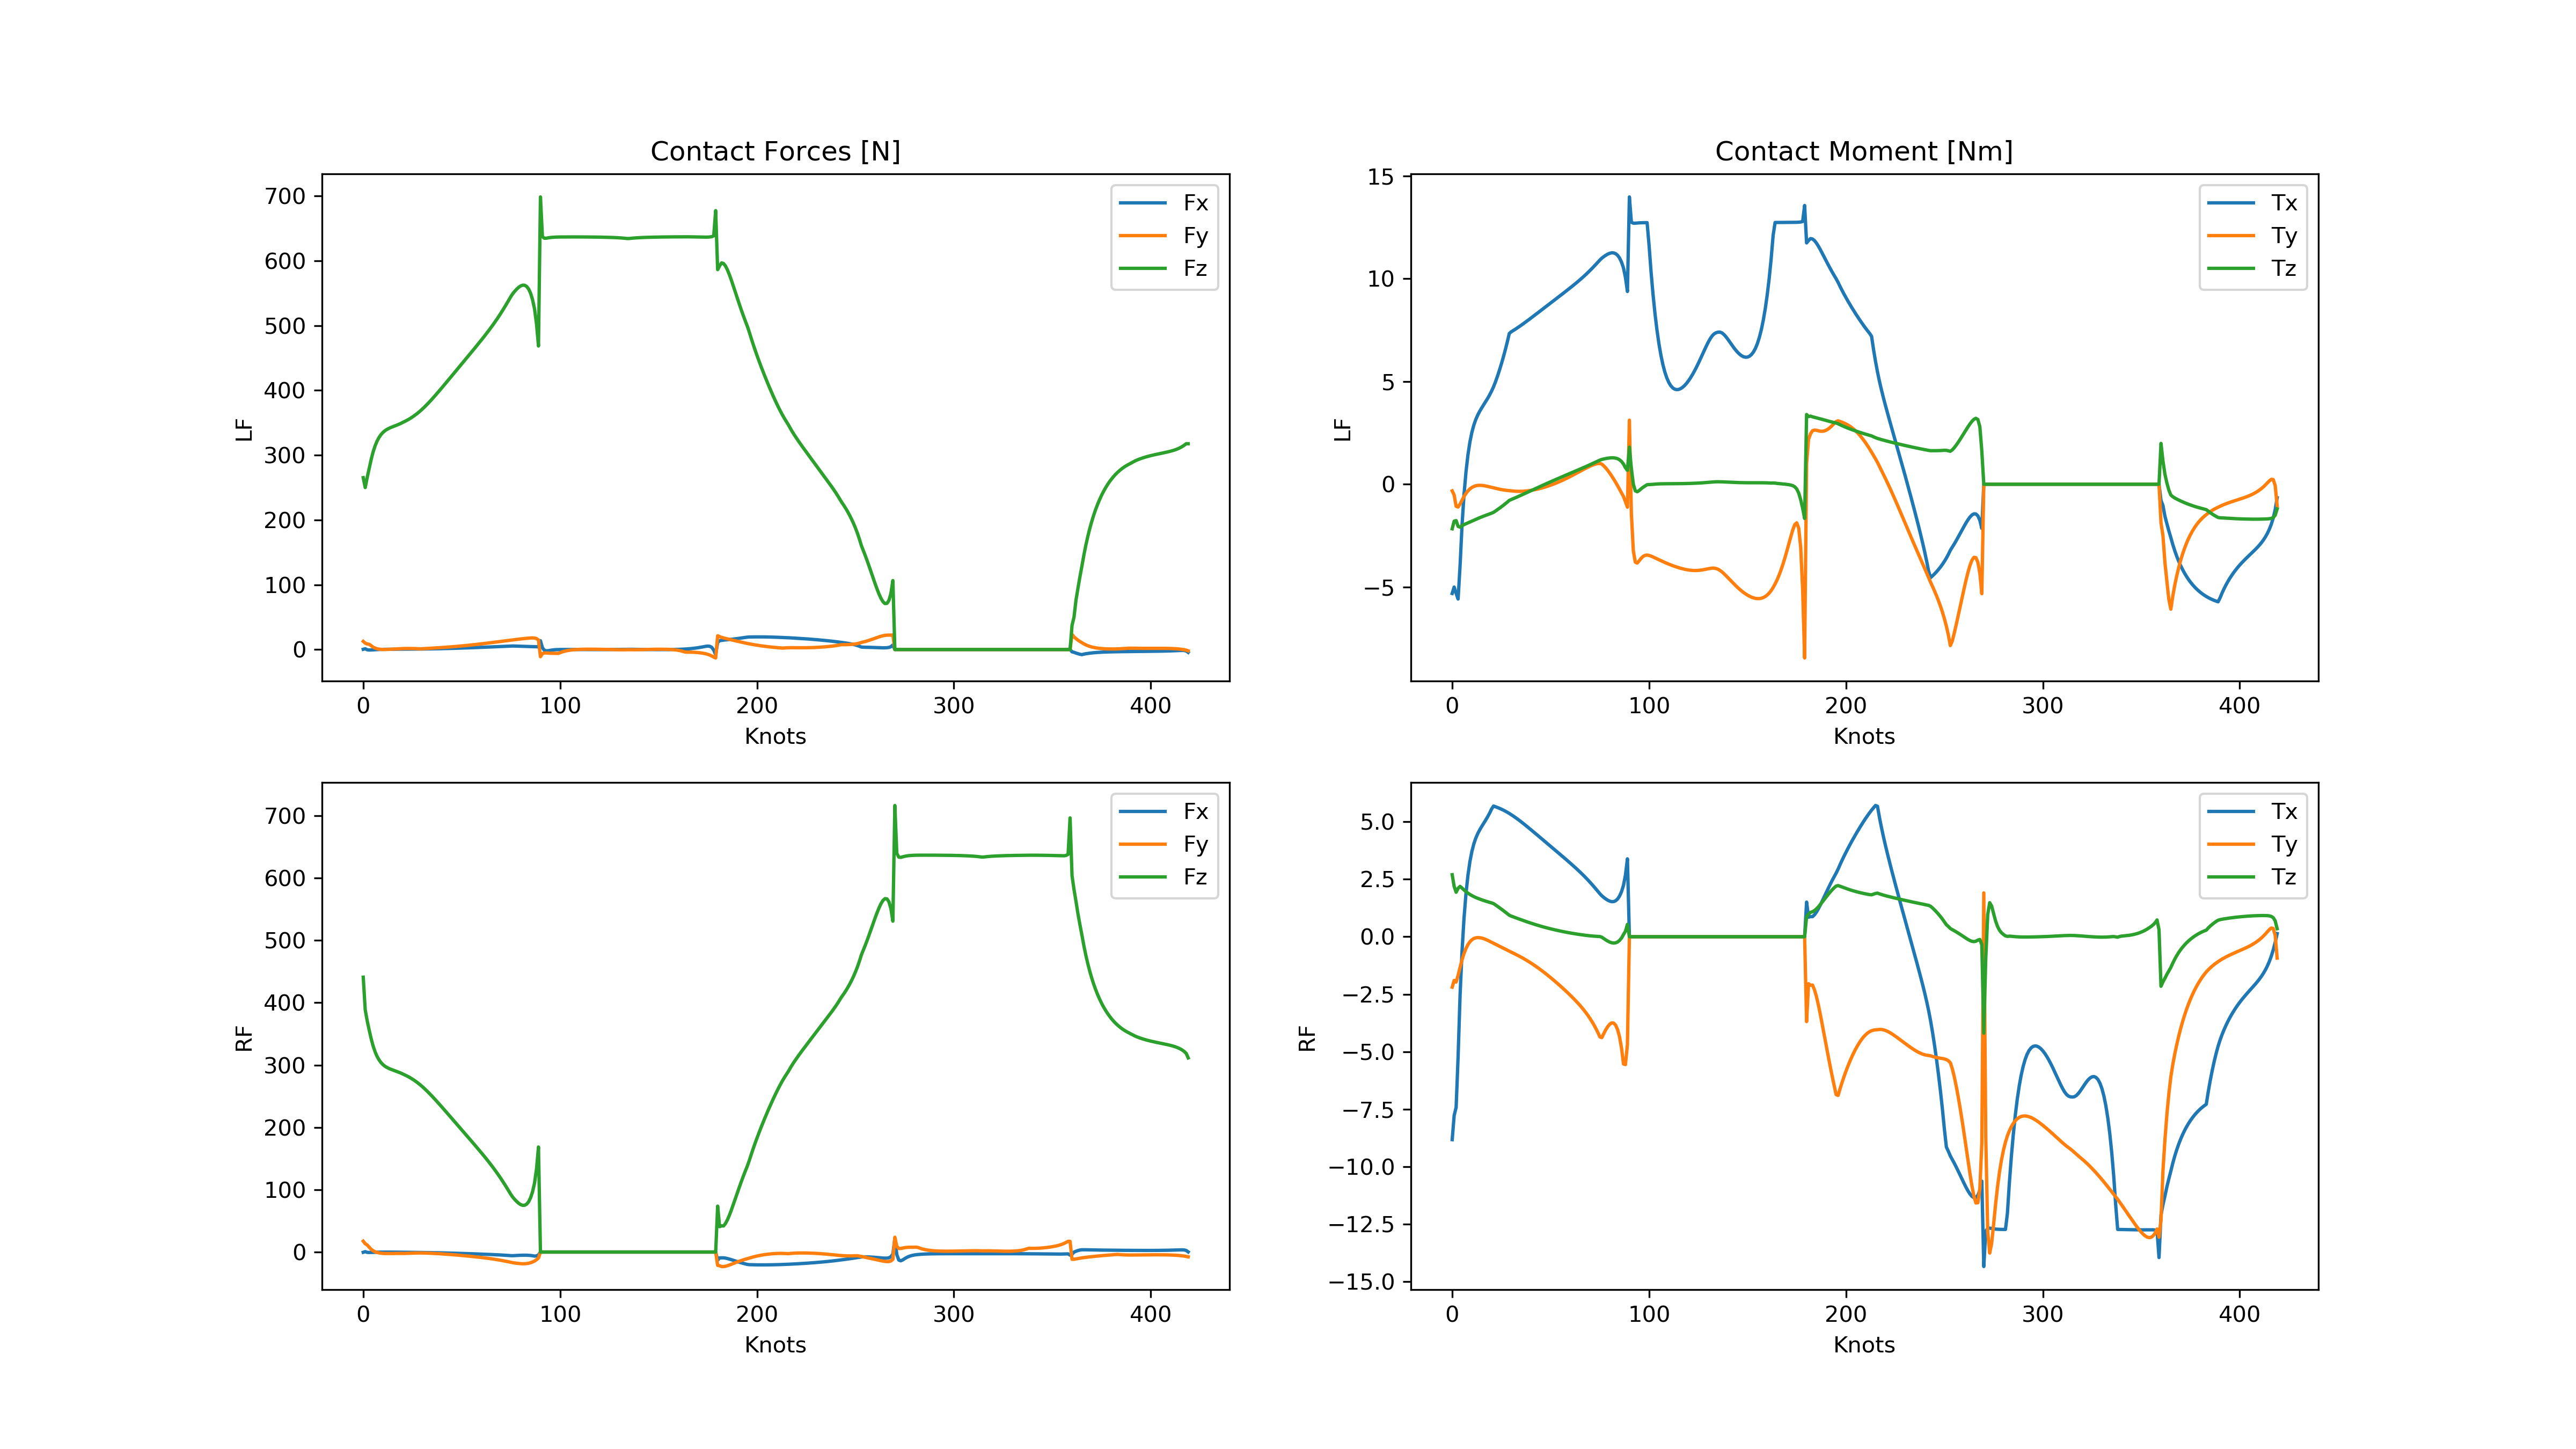 Contact Forces [N]
700
600
500
400
300
200
100
0
LF
Fx
Fy
Fz
0 100 200 300 400
Knots
Contact Moment [Nm]
15
10
5
0
−5
LF
Tx
Ty
Tz
0 100 200 300 400
Knots
700
600
500
400
300
200
100
0
RF
Fx
Fy
Fz
0 100 200 300 400
Knots
5.0
2.5
0.0
−2.5
−5.0
−7.5
−10.0
−12.5
−15.0
RF
Tx
Ty
Tz
0 100 200 300 400
Knots